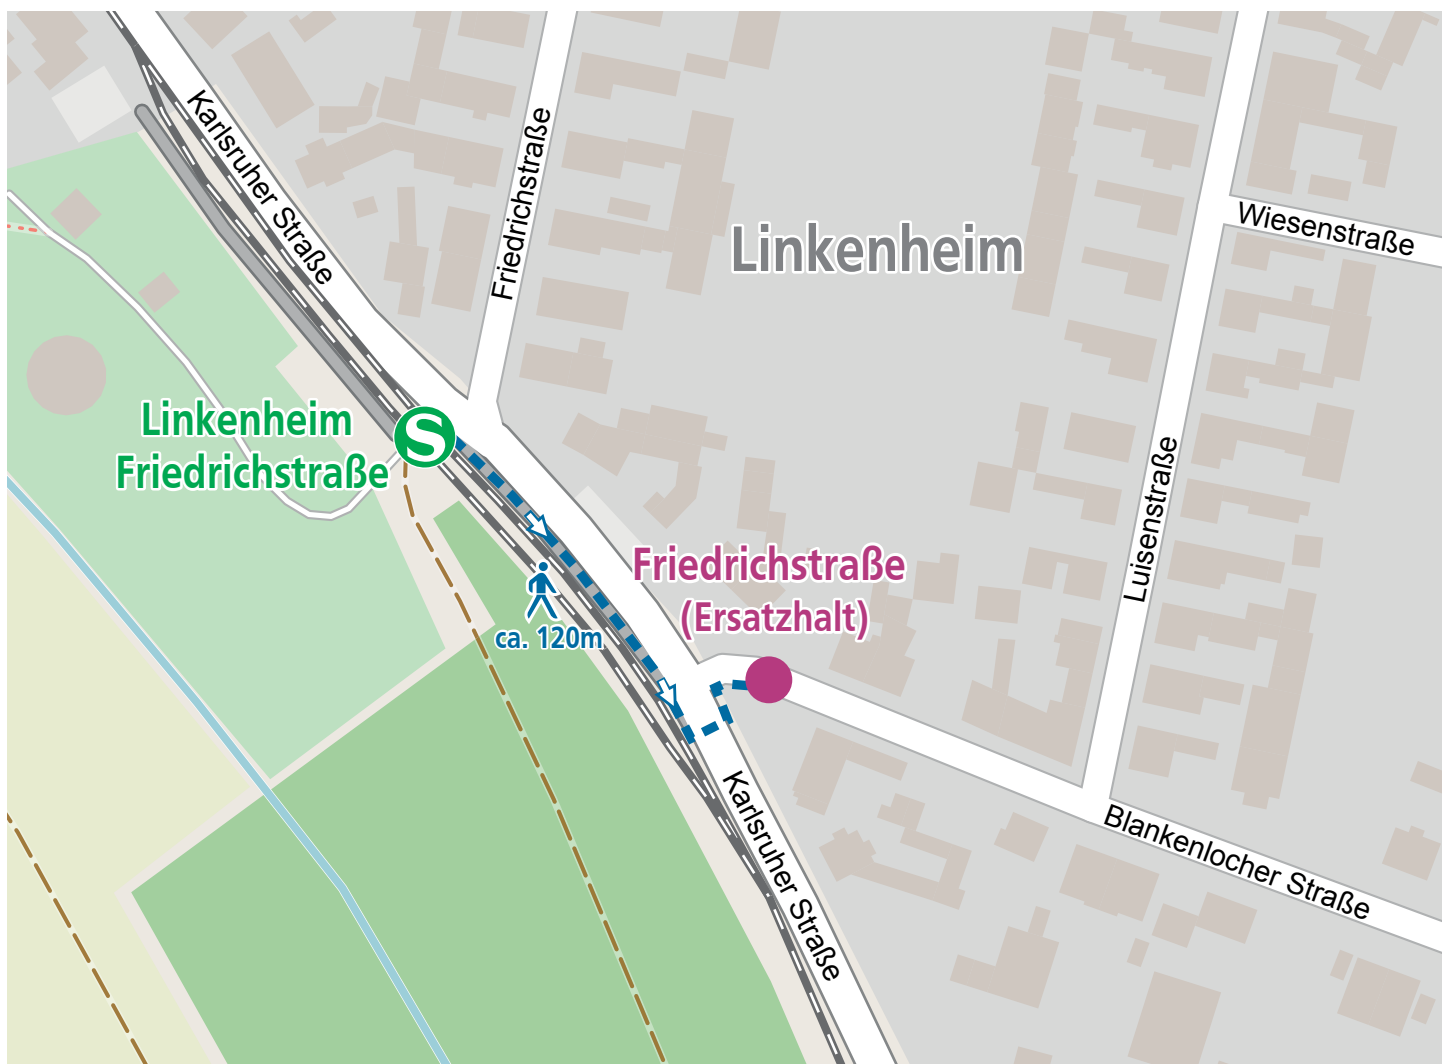 Karlsruher Straße
Friedrichstraße
Linkenheim
Wiesenstraße
Linkenheim
Friedrichstraße
S
Luisenstraße
Friedrichstraße
(Ersatzhalt)
ca. 120m
Karlsruher Straße
Blankenlocher Straße